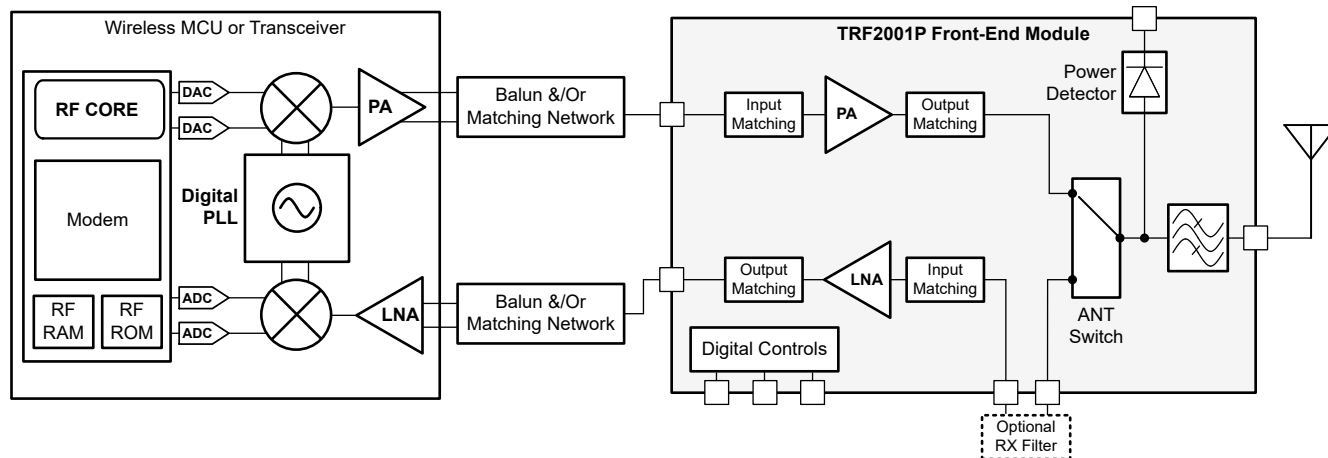 Wireless MCU or Transceiver
RF CORE
Modem
RF
RAM
RF
ROM
DAC
DAC
ADC
ADC
Digital
PLL
PA
LNA
Balun &/Or
Matching Network
Balun &/Or
Matching Network
TRF2001P Front-End Module
Input
Matching
PA
Output
Matching
Power
Detector
Output
Matching
LNA
Input
Matching
ANT
Switch
Digital Controls
Optional
RX Filter